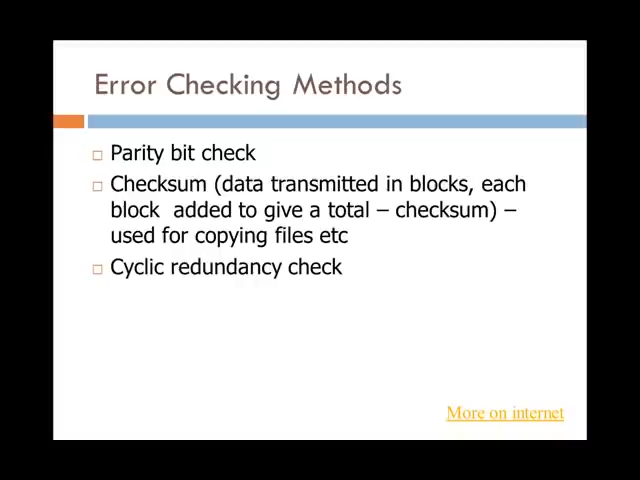 Error Checking Methods
Parity bit check
Checksum (data transmitted in blocks, each
block added to give a total – checksum) –
used for copying files etc
Cyclic redundancy check
More on internet